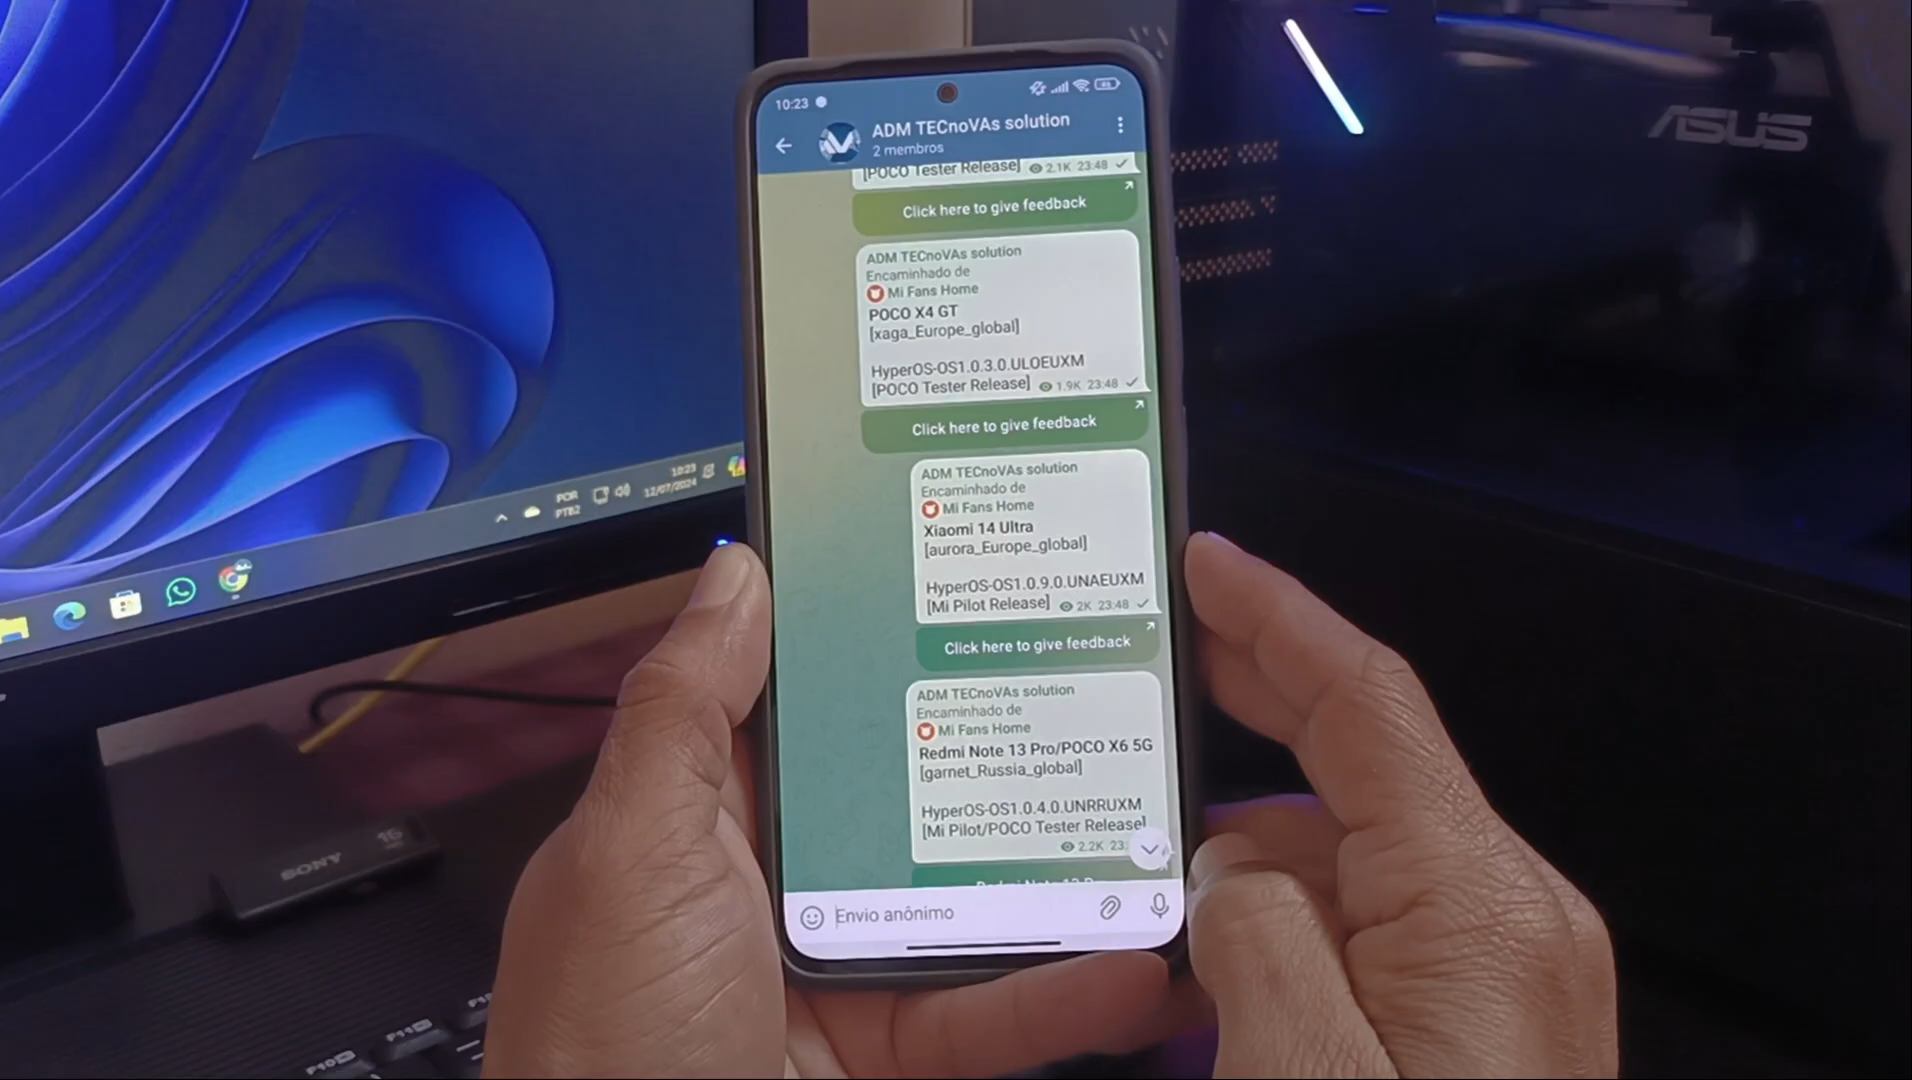 10:23
ADM TECnoVAs solution
2 membros
[POCO Tester Release] 2.1K 23:48
Click here to give feedback
ADM TECnoVAs solution
Encaminhado de
Mi Fans Home
POCO X4 GT
[xaga_Europe_global]
HyperOS-OS1.0.3.0.ULOEUXM
[POCO Tester Release] 1.9K 23:48
Click here to give feedback
ADM TECnoVAs solution
Encaminhado de
Mi Fans Home
Xiaomi 14 Ultra
[aurora_Europe_global]
HyperOS-OS1.0.9.0.UNAEUXM
[Mi Pilot Release] 2K 23:48
Click here to give feedback
ADM TECnoVAs solution
Encaminhado de
Mi Fans Home
Redmi Note 13 Pro/POCO X6 5G
[garnet_Russia_global]
HyperOS-OS1.0.4.0.UNRRUXM
[Mi Pilot/POCO Tester Release]
2.2K 23:
Envio anônimo
ASUS
POR
PTB2
10:23
12/07/2024
SONY
16
F10
F11